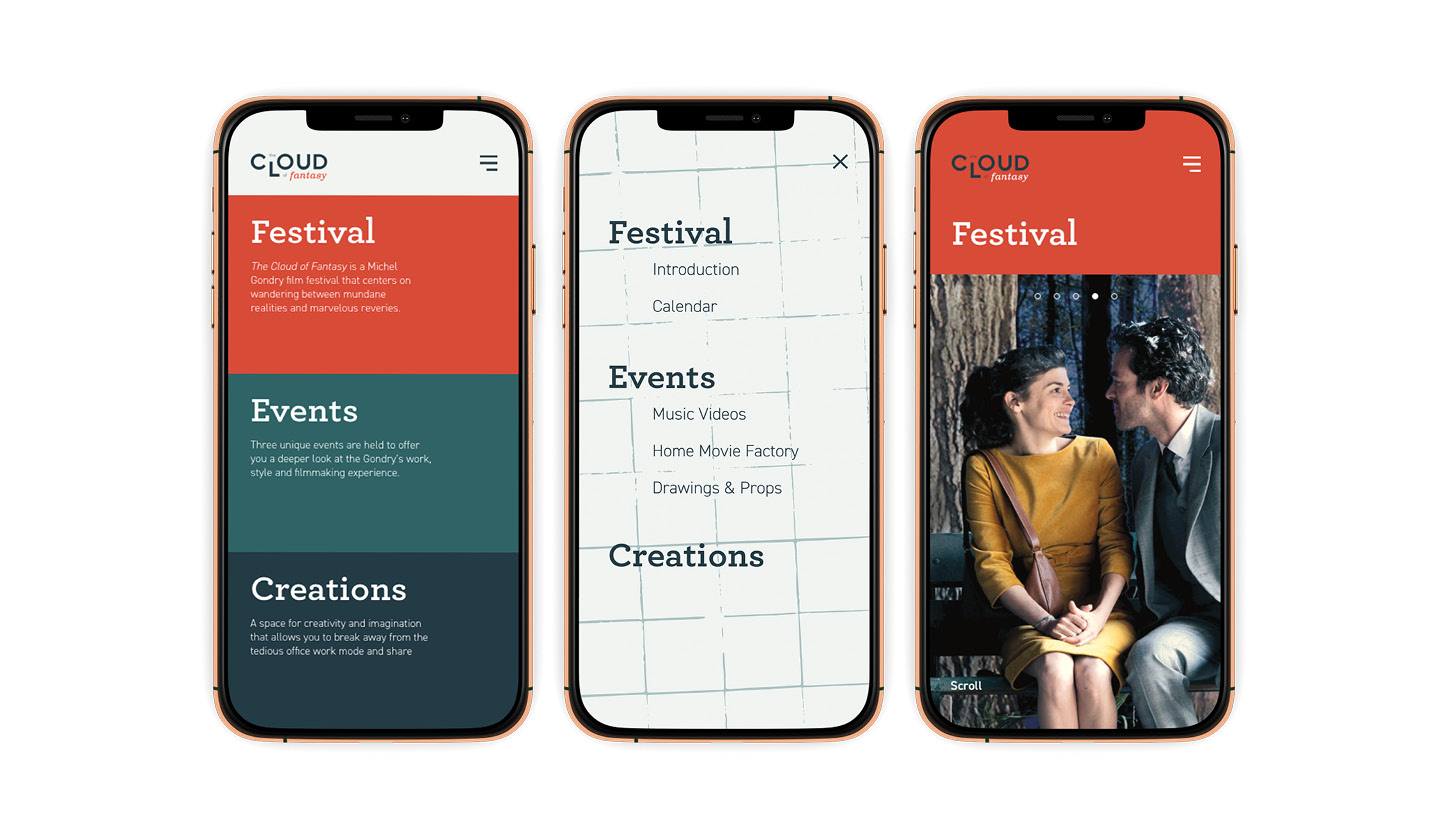 the
CLOUD
of fantasy
Festival
The Cloud of Fantasy is a Michel
Gondry film festival that centers on
wandering between mundane
realities and marvelous reveries.
Events
Three unique events are held to offer
you a deeper look at the Gondry's work,
style and filmmaking experience.
Creations
A space for creativity and imagination
that allows you to break away from the
tedious office work mode and share
Festival
Introduction
Calendar
Events
Music Videos
Home Movie Factory
Drawings & Props
Creations
CLOUD
fantasy
Festival
Scroll